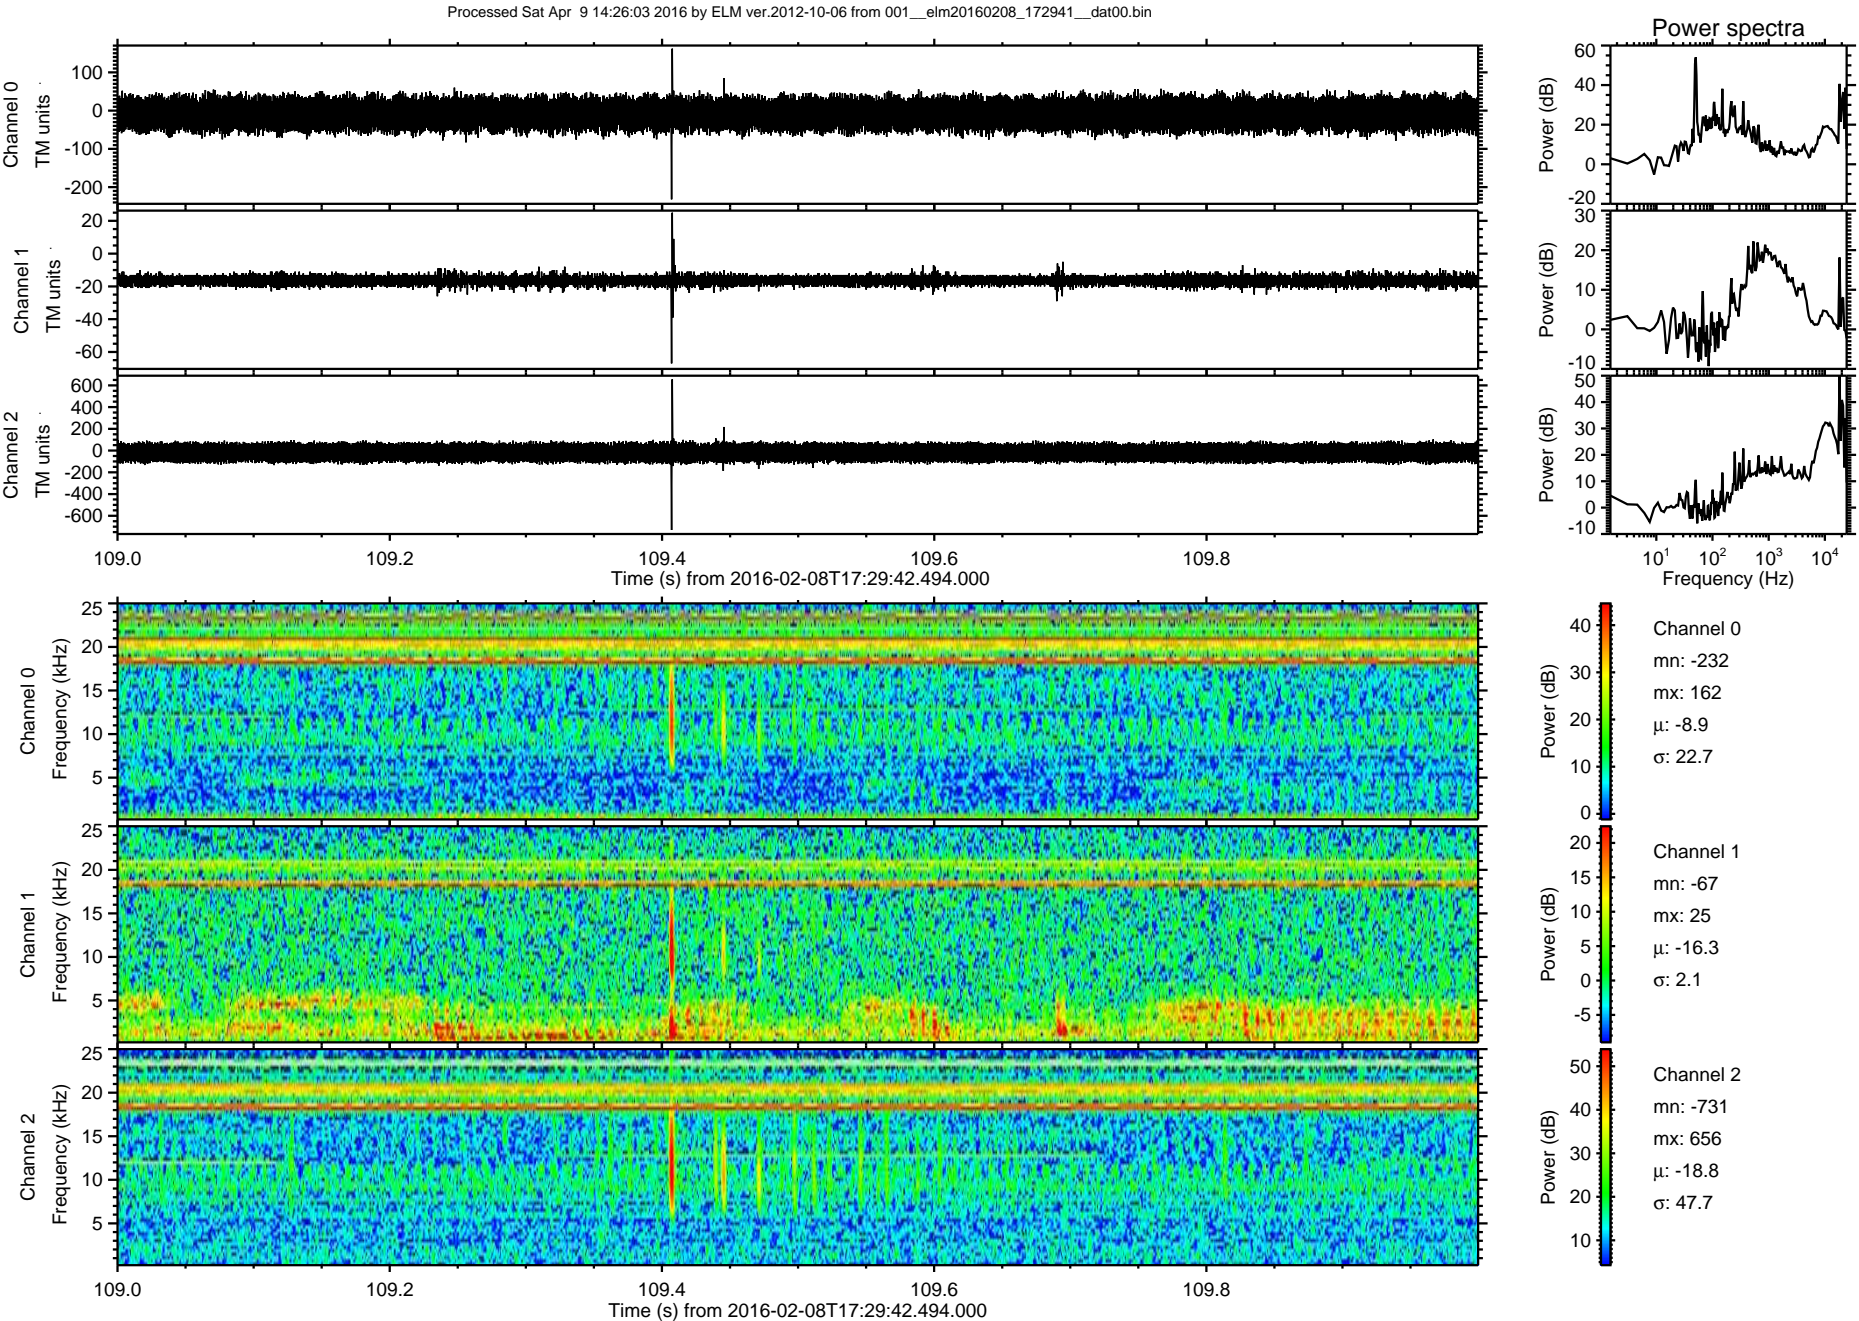 Processed Sat Apr  9 14:26:03 2016 by ELM ver.2012-10-06 from 001__elm20160208_172941__dat00.bin
Power spectra
Channel 0
TM units
100
0
-100
-200
Power (dB)
60
40
20
0
-20
Channel 1
TM units
20
0
-20
-40
-60
Power (dB)
30
20
10
0
-10
Channel 2
TM units
600
400
200
0
-200
-400
-600
Power (dB)
50
40
30
20
10
0
-10
109.0 109.2 109.4 109.6 109.8
Time (s) from 2016-02-08T17:29:42.494.000
10¹ 10² 10³ 10⁴
Frequency (Hz)
Channel 0
Frequency (kHz)
25
20
15
10
5
Power (dB)
40
30
20
10
0
Channel 0
mn: -232
mx: 162
μ: -8.9
σ: 22.7
Channel 1
Frequency (kHz)
25
20
15
10
5
Power (dB)
20
15
10
5
0
-5
Channel 1
mn: -67
mx: 25
μ: -16.3
σ: 2.1
Channel 2
Frequency (kHz)
25
20
15
10
5
Power (dB)
50
40
30
20
10
Channel 2
mn: -731
mx: 656
μ: -18.8
σ: 47.7
109.0 109.2 109.4 109.6 109.8
Time (s) from 2016-02-08T17:29:42.494.000